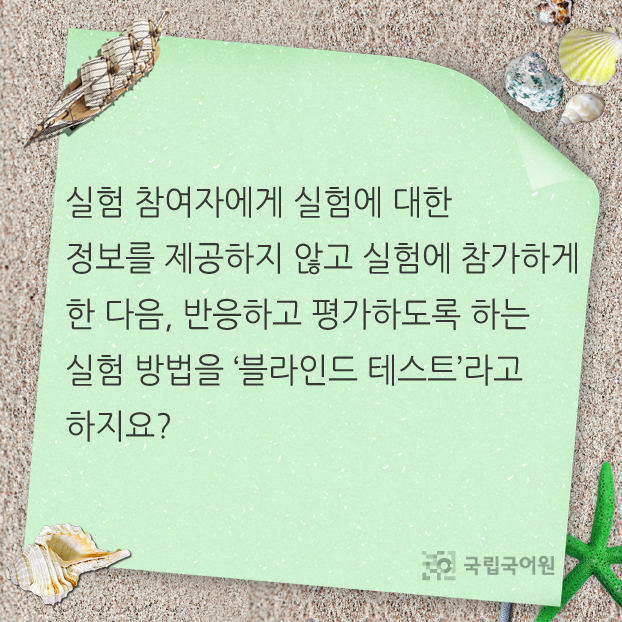 실험 참여자에게 실험에 대한
정보를 제공하지 않고 실험에 참가하게
한 다음, 반응하고 평가하도록 하는
실험 방법을 ‘블라인드 테스트’라고
하지요?
국립국어원